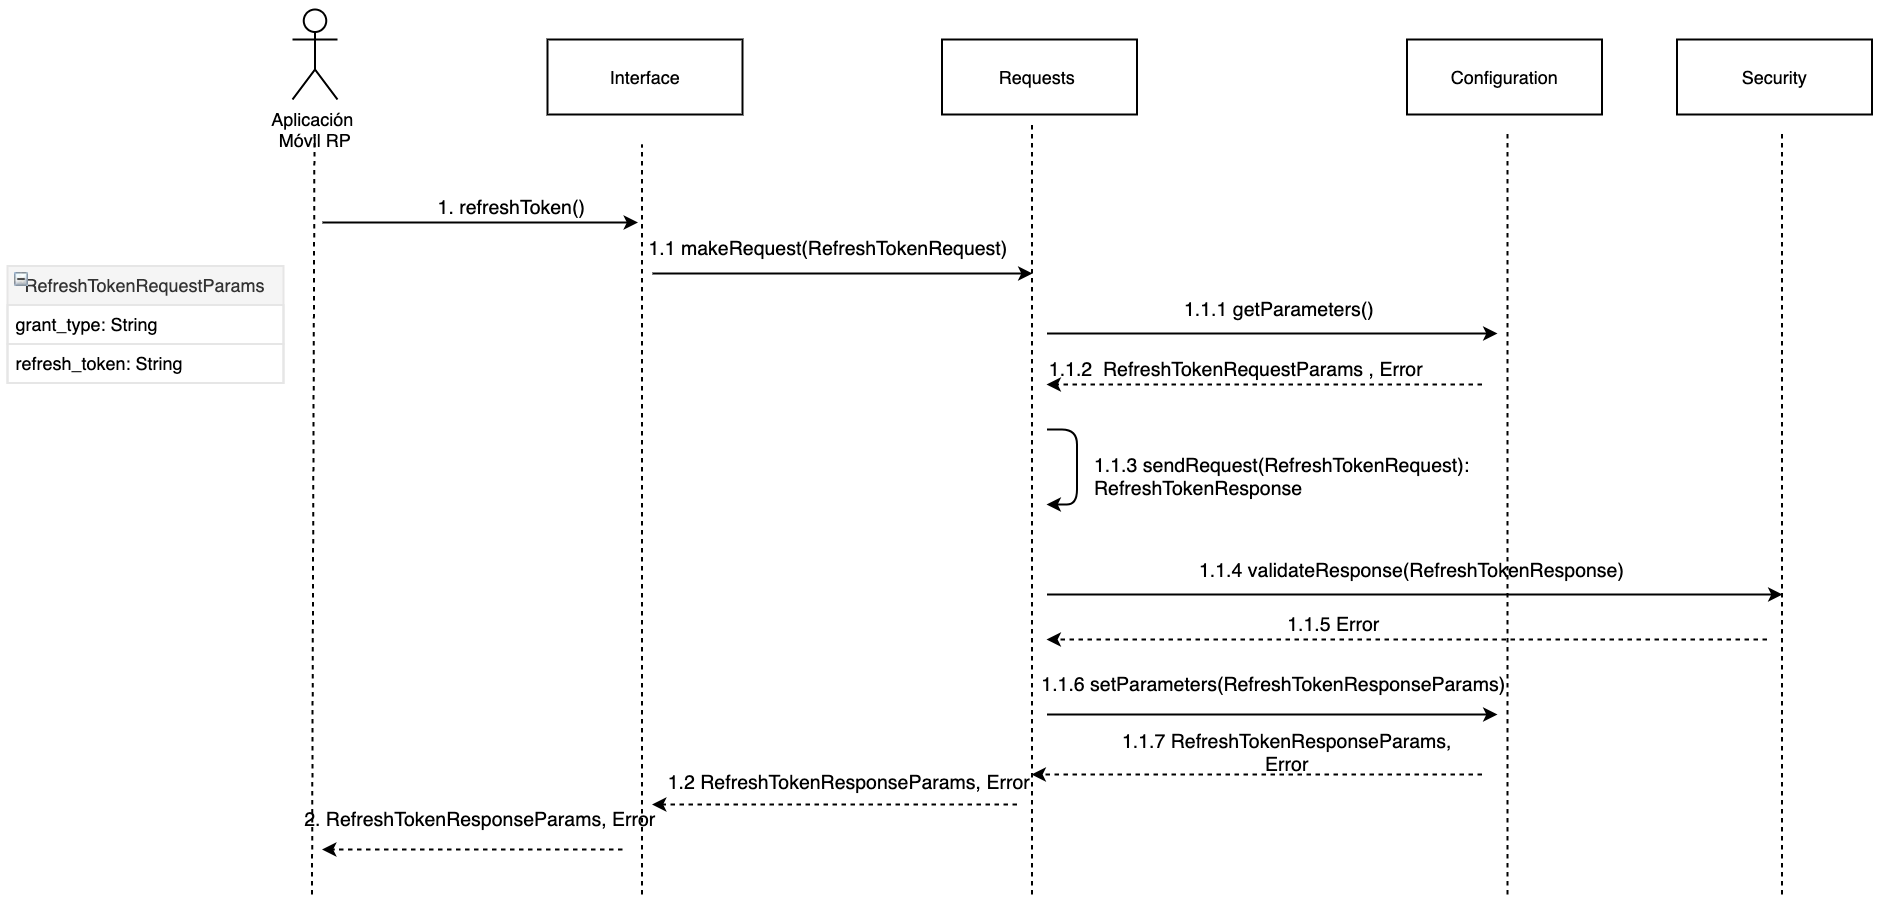 Aplicación
Móvil RP
Interface
Requests
Configuration
Security
1. refreshToken()
1.1 makeRequest(RefreshTokenRequest)
RefreshTokenRequestParams
grant_type: String
refresh_token: String
1.1.1 getParameters()
1.1.2 RefreshTokenRequestParams , Error
1.1.3 sendRequest(RefreshTokenRequest):
RefreshTokenResponse
1.1.4 validateResponse(RefreshTokenResponse)
1.1.5 Error
1.1.6 setParameters(RefreshTokenResponseParams)
1.1.7 RefreshTokenResponseParams,
Error
1.2 RefreshTokenResponseParams, Error
2. RefreshTokenResponseParams, Error